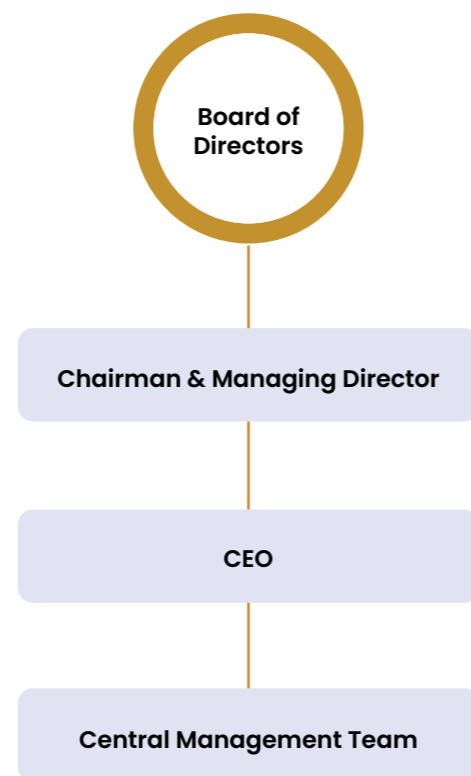 Board of
Directors
Chairman & Managing Director
CEO
Central Management Team